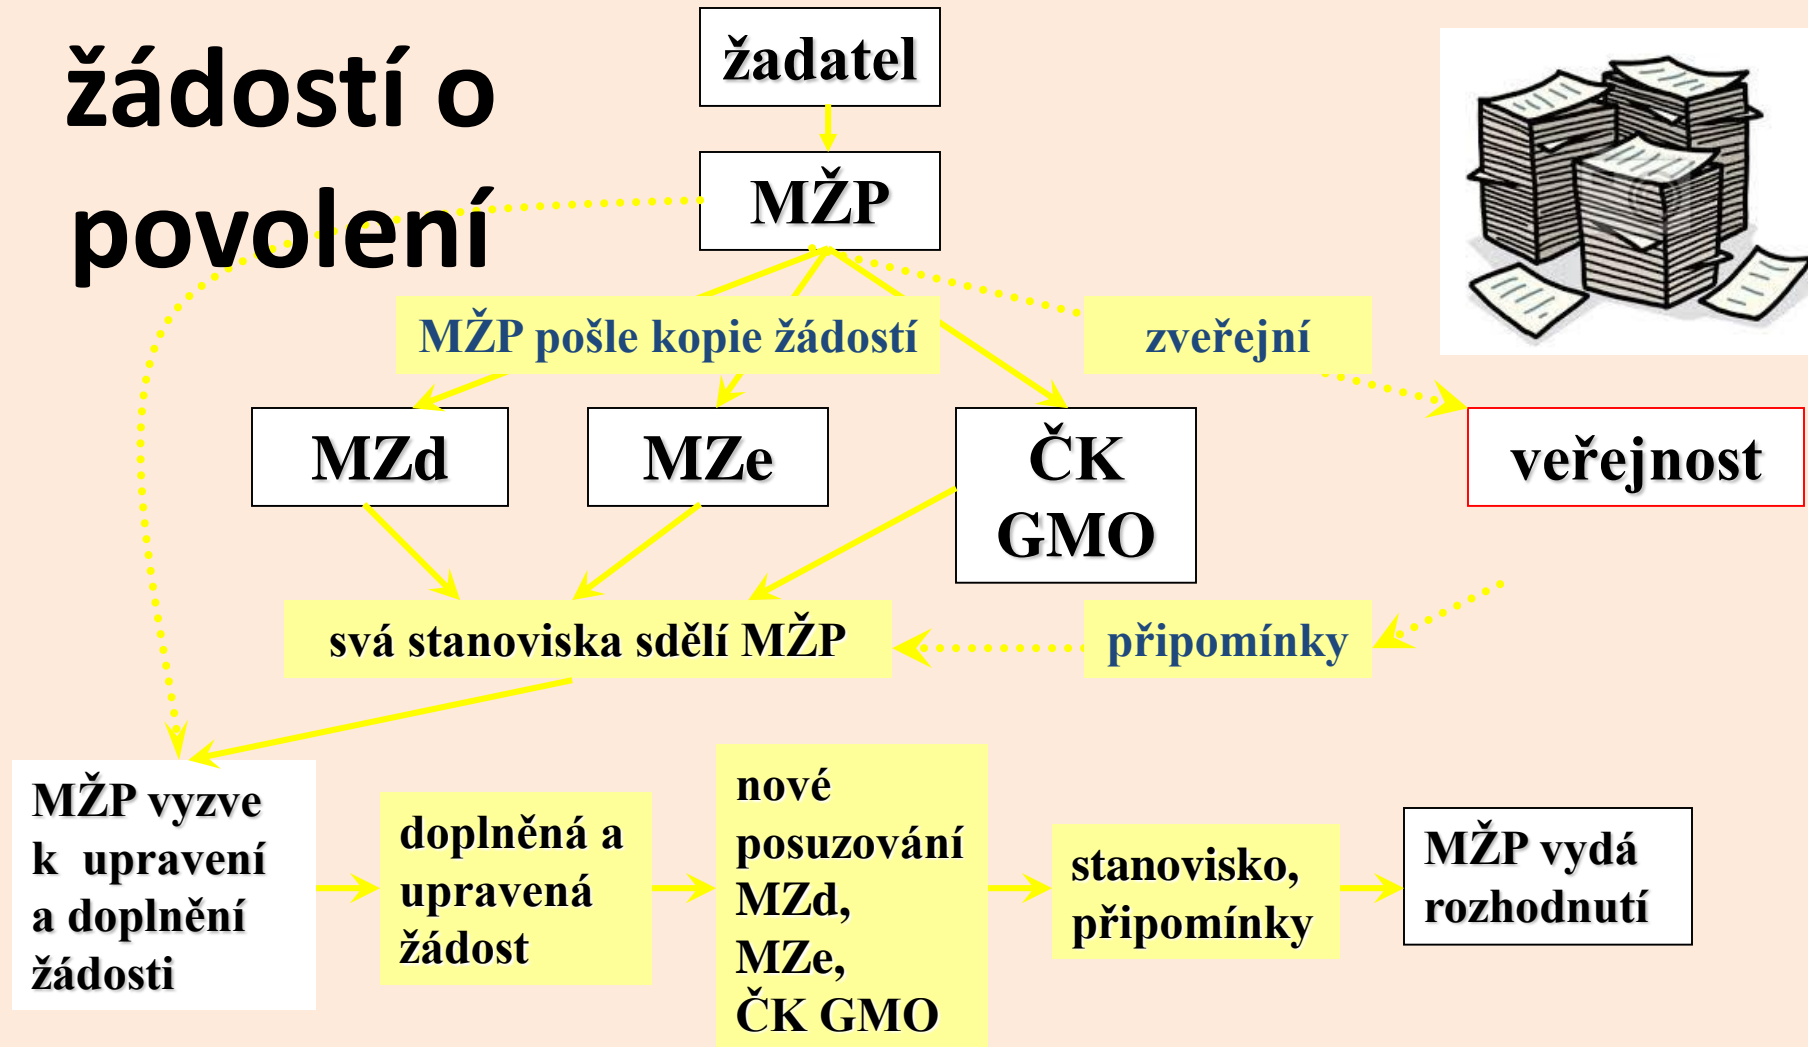 žádostí o
povolení
žadatel
MŽP
MŽP pošle kopie žádostí
zveřejní
MZd
MZe
ČK
GMO
veřejnost
svá stanoviska sdělí MŽP
připomínky
MŽP vyzve
k upravení
a doplnění
žádosti
doplněná a
upravená
žádost
nové
posuzování
MZd,
MZe,
ČK GMO
stanovisko,
připomínky
MŽP vydá
rozhodnutí